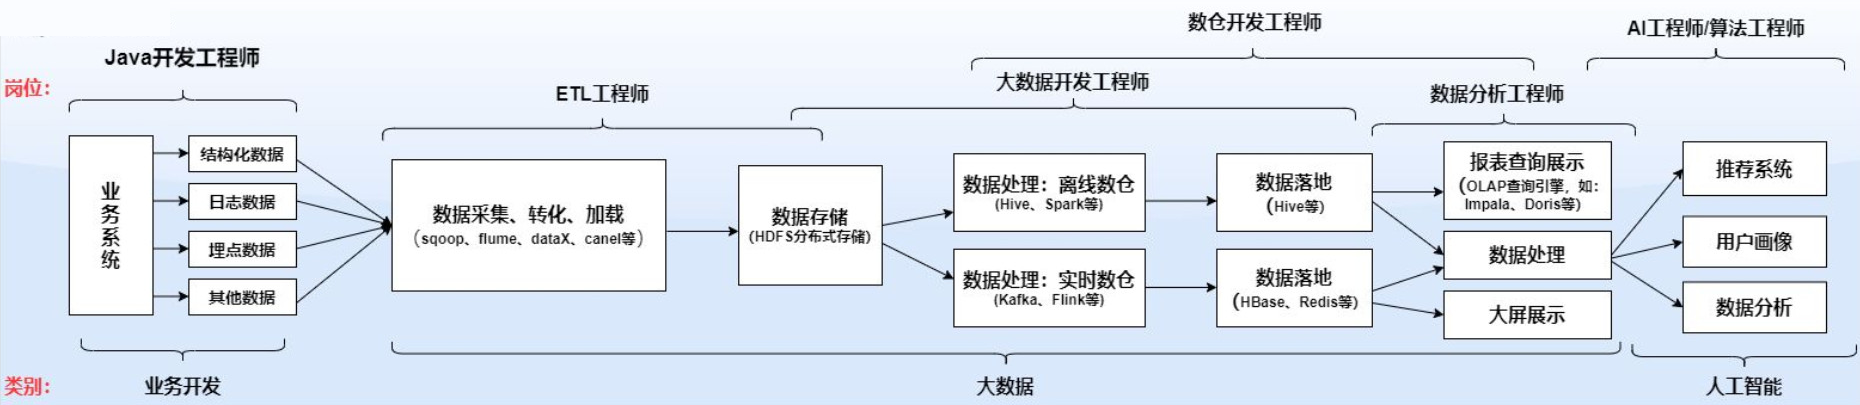 数仓开发工程师
AI工程师/算法工程师
Java开发工程师
岗位:
ETL工程师
大数据开发工程师
数据分析工程师
业务系统
结构化数据
日志数据
埋点数据
其他数据
数据采集、转化、加载
(sqoop、flume、dataX、canel等)
数据存储
(HDFS分布式存储)
数据处理：离线数仓
(Hive、Spark等)
数据处理：实时数仓
(Kafka、Flink等)
数据落地
(Hive等)
数据落地
(HBase、Redis等)
报表查询展示
(OLAP查询引擎，如：
Impala、Doris等)
数据处理
大屏展示
推荐系统
用户画像
数据分析
类别:
业务开发
大数据
人工智能